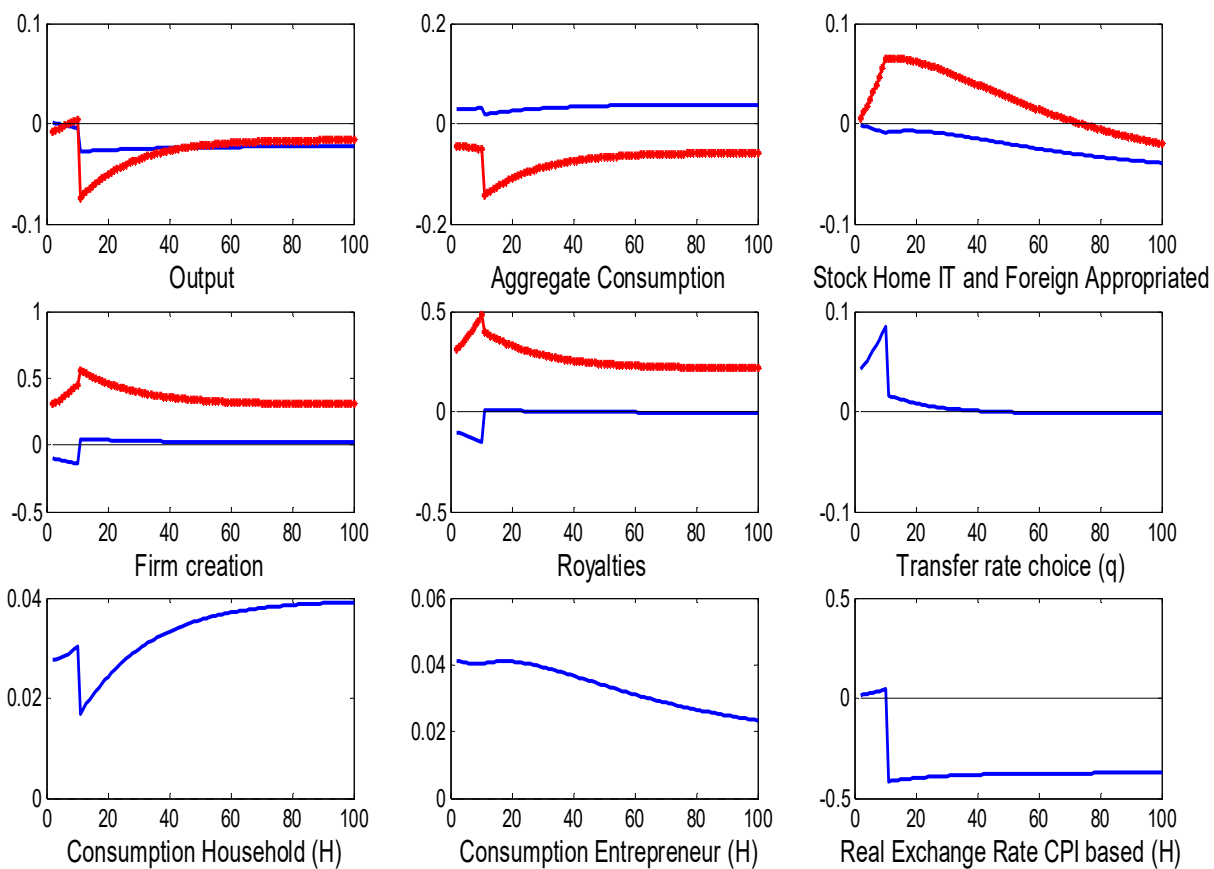 0.1
0
-0.1
0 20 40 60 80 100
Output
0.2
0
-0.2
0 20 40 60 80 100
Aggregate Consumption
0.1
0
-0.1
0 20 40 60 80 100
Stock Home IT and Foreign Appropriated
1
0.5
0
-0.5
0 20 40 60 80 100
Firm creation
0.5
0
-0.5
0 20 40 60 80 100
Royalties
0.1
0
-0.1
0 20 40 60 80 100
Transfer rate choice (q)
0.04
0.02
0
0 20 40 60 80 100
Consumption Household (H)
0.06
0.04
0.02
0
0 20 40 60 80 100
Consumption Entrepreneur (H)
0.5
0
-0.5
0 20 40 60 80 100
Real Exchange Rate CPI based (H)